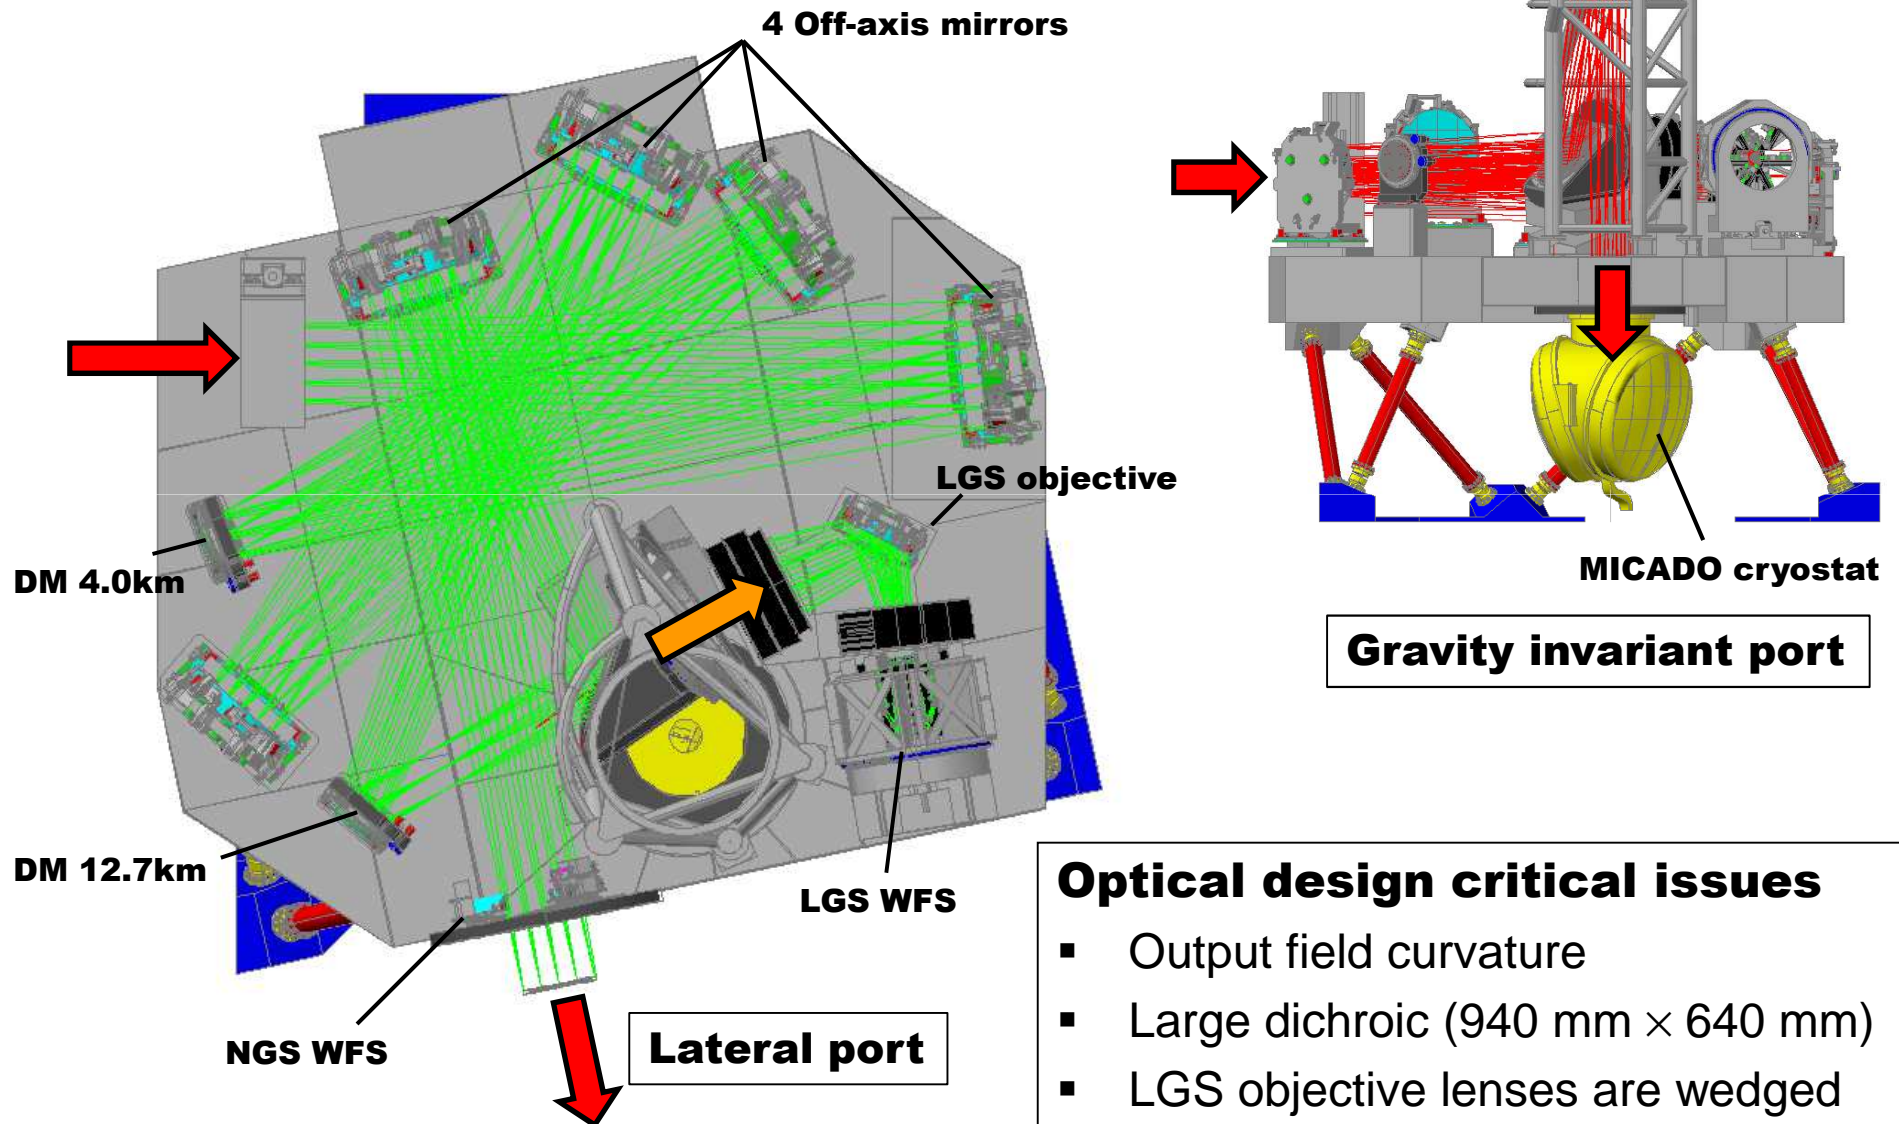 4 Off-axis mirrors
LGS objective
DM 4.0km
MICADO cryostat
Gravity invariant port
DM 12.7km
LGS WFS
NGS WFS
Lateral port
Optical design critical issues
▪ Output field curvature
▪ Large dichroic (940 mm × 640 mm)
▪ LGS objective lenses are wedged